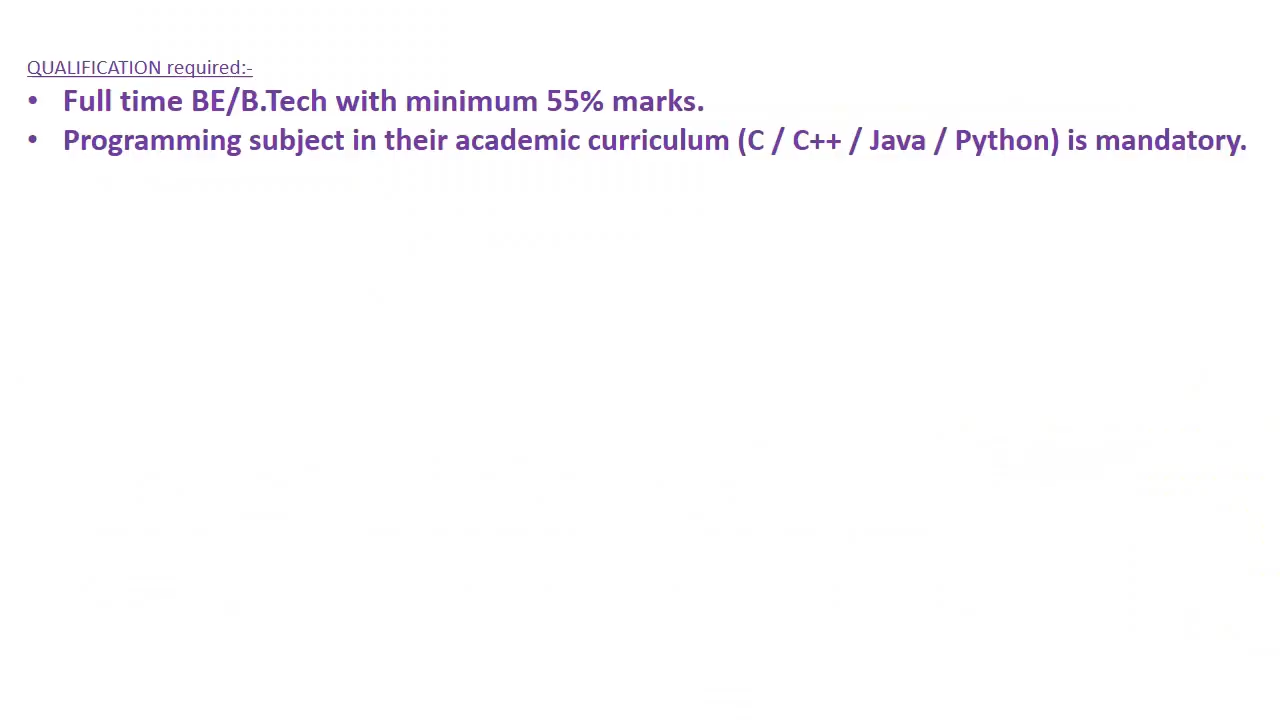 QUALIFICATION required:-
• Full time BE/B.Tech with minimum 55% marks.
• Programming subject in their academic curriculum (C / C++ / Java / Python) is mandatory.